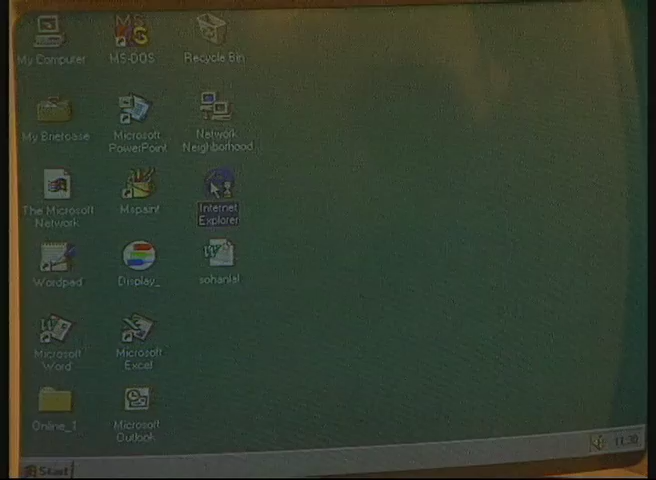 My Computer
MS
MS-DOS
Recycle Bin
My Briefcase
Microsoft
PowerPoint
Network
Neighborhood
The Microsoft
Network
Mspaint
Internet
Explorer
Wordpad
Display_
sohanlal
Microsoft
Word
Microsoft
Excel
Online_1
Microsoft
Outlook
Start
11:30